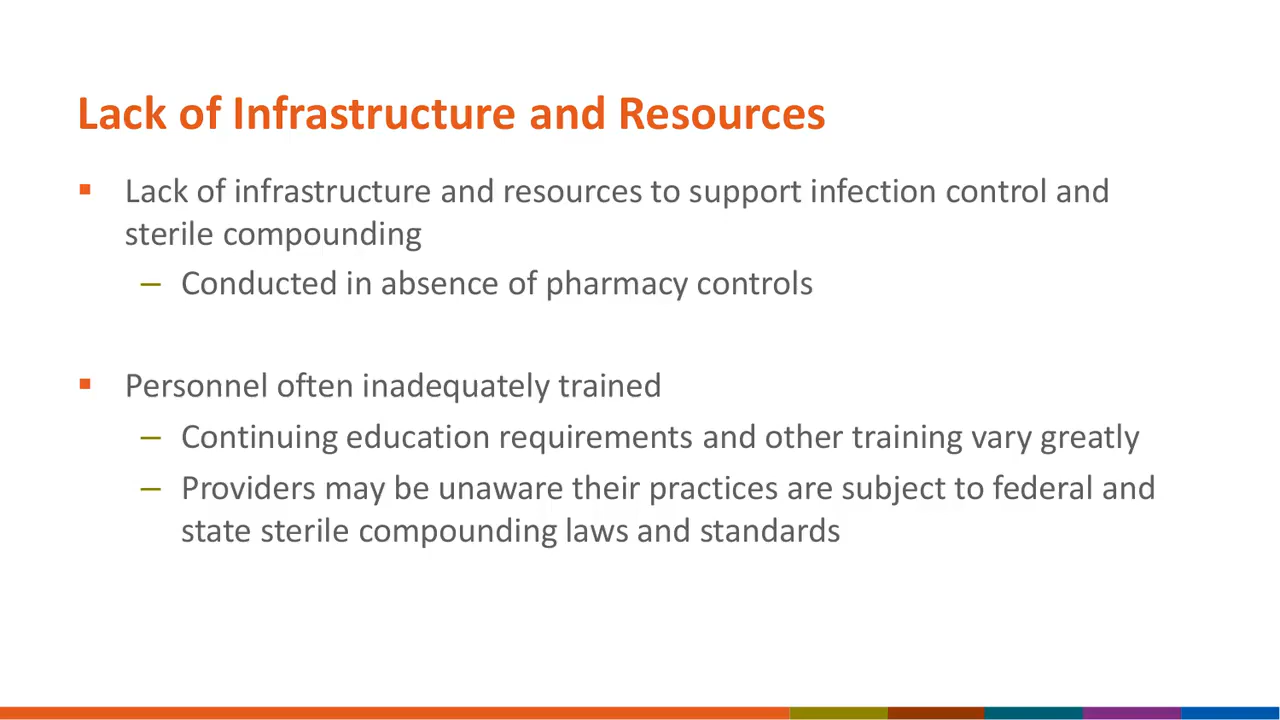 Lack of Infrastructure and Resources
▪ Lack of infrastructure and resources to support infection control and
sterile compounding
– Conducted in absence of pharmacy controls
▪ Personnel often inadequately trained
– Continuing education requirements and other training vary greatly
– Providers may be unaware their practices are subject to federal and
state sterile compounding laws and standards